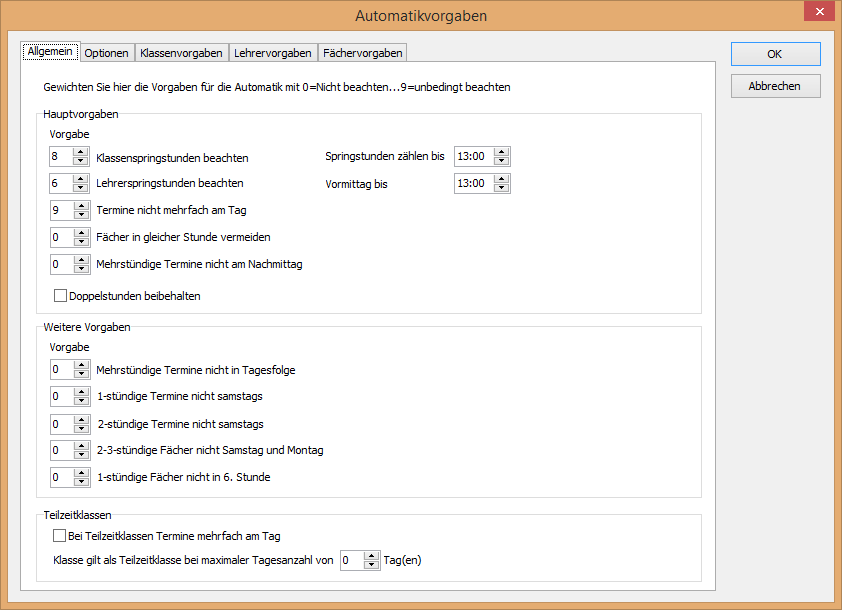 Automatikvorgaben
Allgemein Optionen Klassenvorgaben Lehrervorgaben Fächervorgaben
OK
Abbrechen
Gewichten Sie hier die Vorgaben für die Automatik mit 0=Nicht beachten...9=unbedingt beachten
Hauptvorgaben
Vorgabe
8 Klassenspringstunden beachten Springstunden zählen bis 13:00
6 Lehrerspringstunden beachten Vormittag bis 13:00
9 Termine nicht mehrfach am Tag
0 Fächer in gleicher Stunde vermeiden
0 Mehrstündige Termine nicht am Nachmittag
Doppelstunden beibehalten
Weitere Vorgaben
Vorgabe
0 Mehrstündige Termine nicht in Tagesfolge
0 1-stündige Termine nicht samstags
0 2-stündige Termine nicht samstags
0 2-3-stündige Fächer nicht Samstag und Montag
0 1-stündige Fächer nicht in 6. Stunde
Teilzeitklassen
Bei Teilzeitklassen Termine mehrfach am Tag
Klasse gilt als Teilzeitklasse bei maximaler Tagesanzahl von 0 Tag(en)